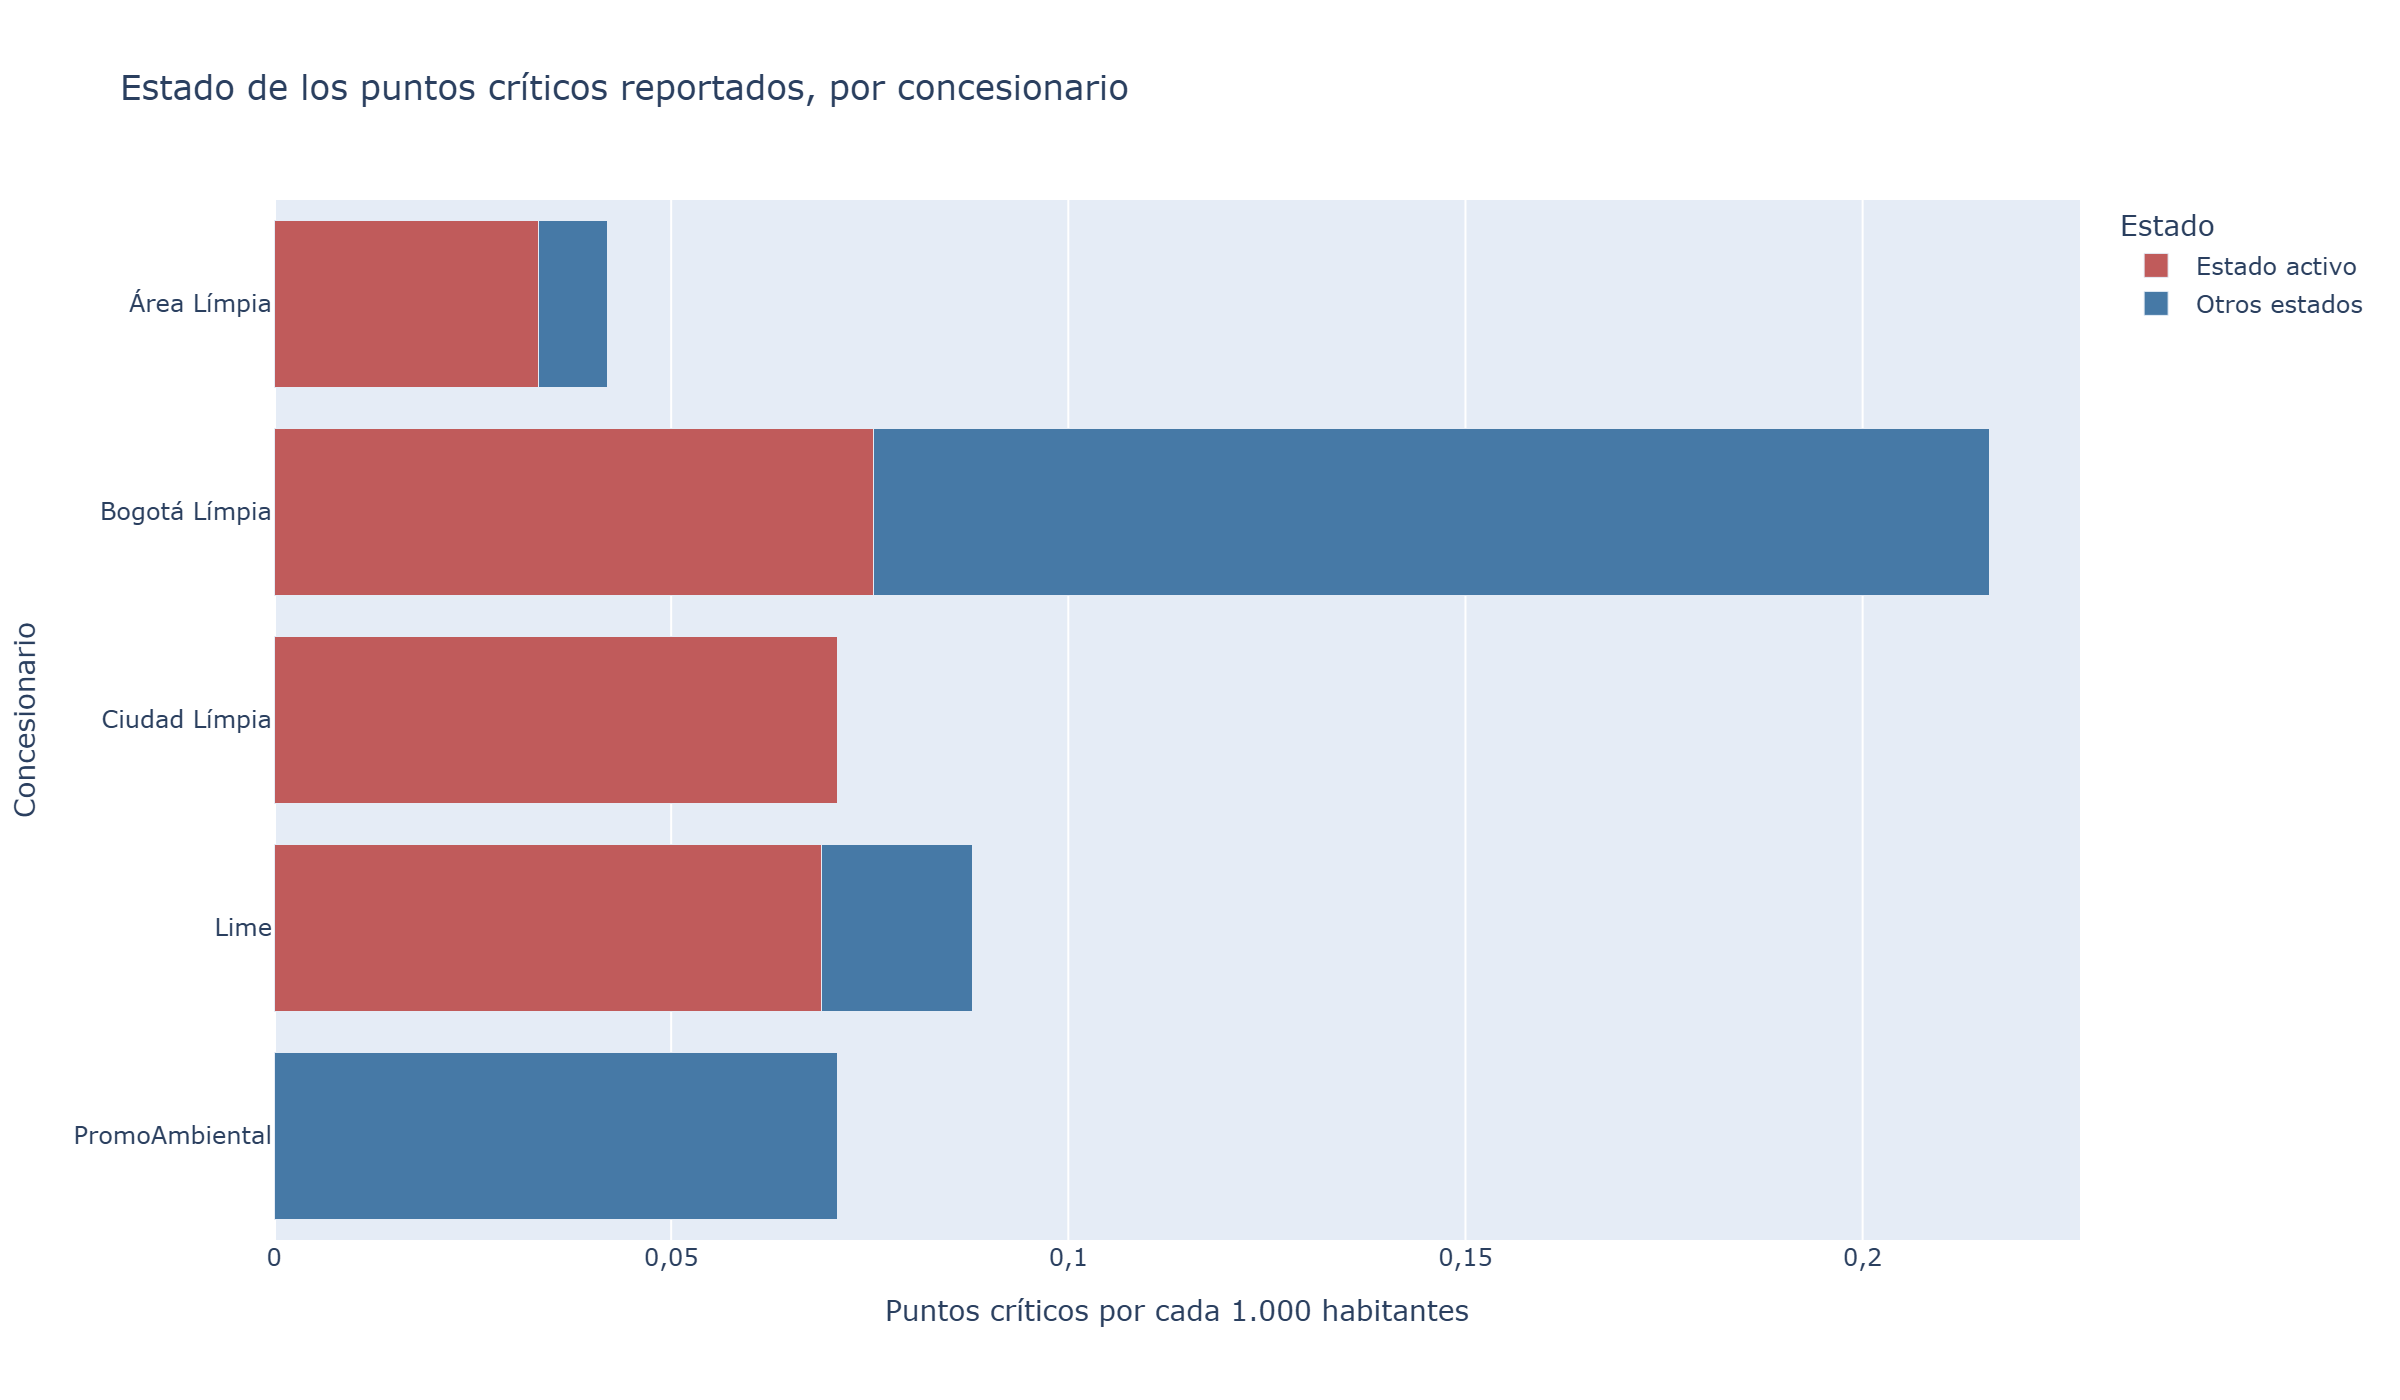 Estado de los puntos críticos reportados, por concesionario
Estado
Estado activo
Otros estados
Concesionario
Área Límpia
Bogotá Límpia
Ciudad Límpia
Lime
PromoAmbiental
0
0,05
0,1
0,15
0,2
Puntos críticos por cada 1.000 habitantes